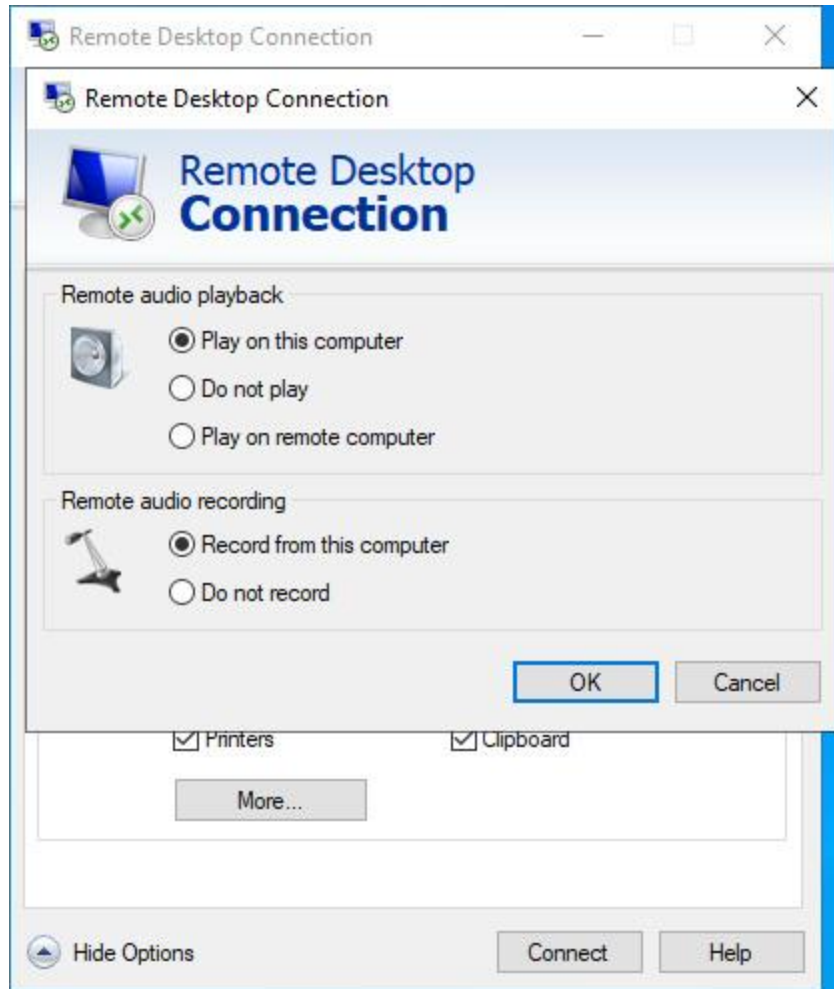 Remote Desktop Connection
Remote Desktop Connection
Remote Desktop
Connection
Remote audio playback
Play on this computer
Do not play
Play on remote computer
Remote audio recording
Record from this computer
Do not record
OK Cancel
Printers Clipboard
More...
Hide Options Connect Help